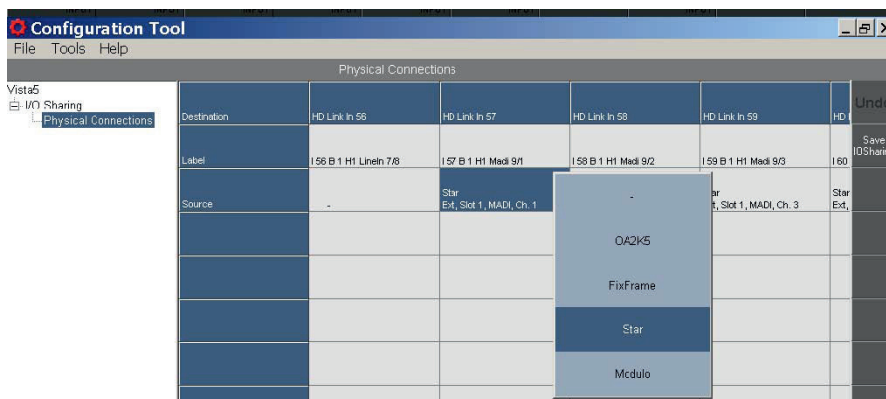 Configuration Tool
File Tools Help
Physical Connections
Vista5
I/O Sharing
Physical Connections
Destination
HD Link In 56
HD Link In 57
HD Link In 58
HD Link In 59
HD
Label
I 56 B 1 H1 LineIn 7/8
I 57 B 1 H1 Madi 9/1
I 58 B 1 H1 Madi 9/2
I 59 B 1 H1 Madi 9/3
I 60
Source
-
Star
Ext, Slot 1, MADI, Ch. 1
ar
t, Slot 1, MADI, Ch. 3
Star
Ext,
-
OA2K5
FixFrame
Star
Modulo
Und
Save
IOShari